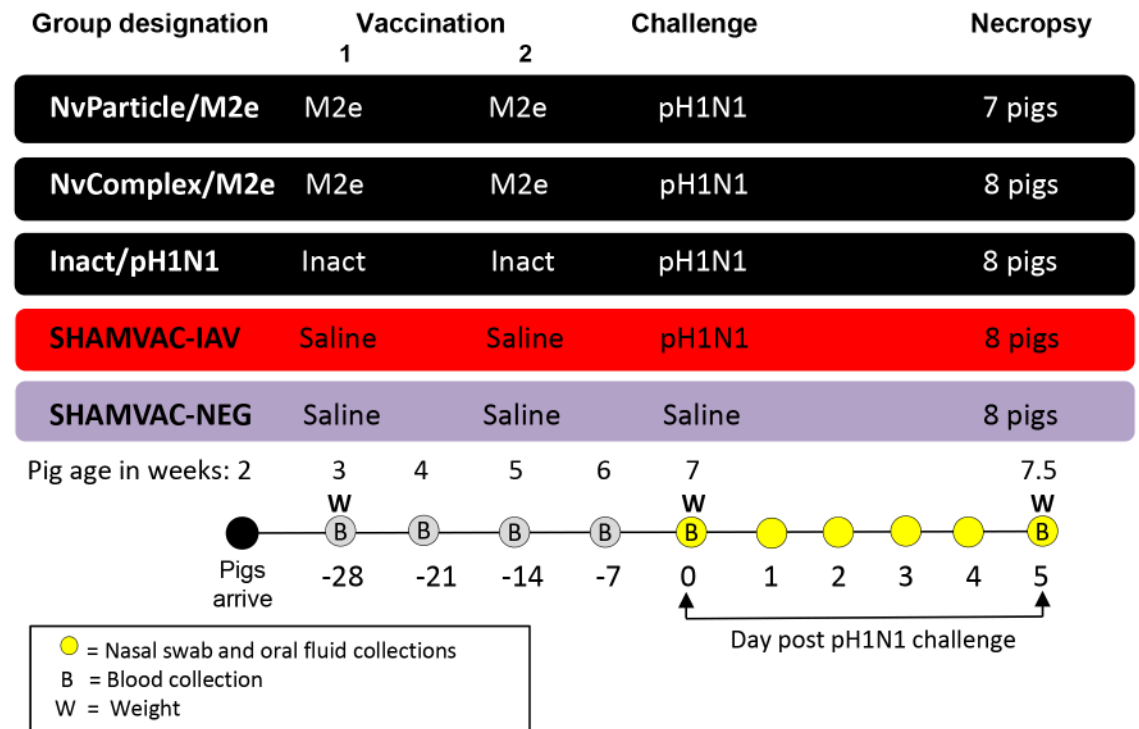 Group designation Vaccination Challenge Necropsy
1 2
NvParticle/M2e M2e M2e pH1N1 7 pigs
NvComplex/M2e M2e M2e pH1N1 8 pigs
Inact/pH1N1 Inact Inact pH1N1 8 pigs
SHAMVAC-IAV Saline Saline pH1N1 8 pigs
SHAMVAC-NEG Saline Saline Saline 8 pigs
Pig age in weeks: 2 3 4 5 6 7 7.5
W W W
B B B B B B
Pigs arrive -28 -21 -14 -7 0 1 2 3 4 5
Day post pH1N1 challenge
= Nasal swab and oral fluid collections
B = Blood collection
W = Weight